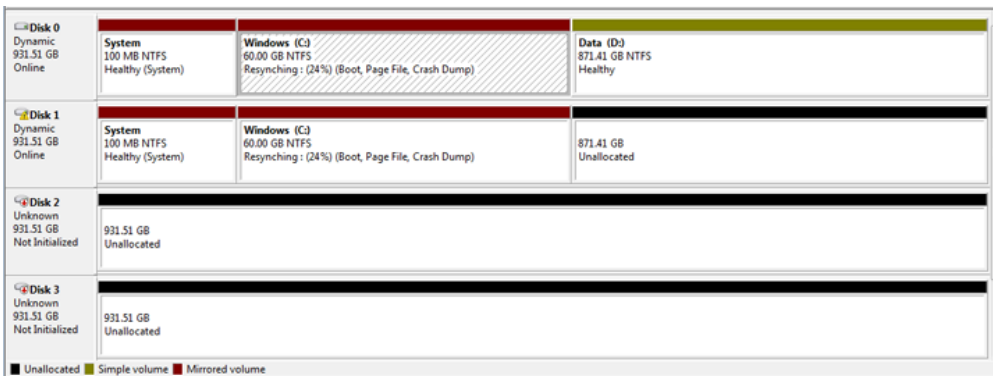 Disk 0
Dynamic
931.51 GB
Online
System
100 MB NTFS
Healthy (System)
Windows (C:)
60.00 GB NTFS
Resynching : (24%) (Boot, Page File, Crash Dump)
Data (D:)
871.41 GB NTFS
Healthy
Disk 1
Dynamic
931.51 GB
Online
System
100 MB NTFS
Healthy (System)
Windows (C:)
60.00 GB NTFS
Resynching : (24%) (Boot, Page File, Crash Dump)
871.41 GB
Unallocated
Disk 2
Unknown
931.51 GB
Not Initialized
931.51 GB
Unallocated
Disk 3
Unknown
931.51 GB
Not Initialized
931.51 GB
Unallocated
Unallocated Simple volume Mirrored volume